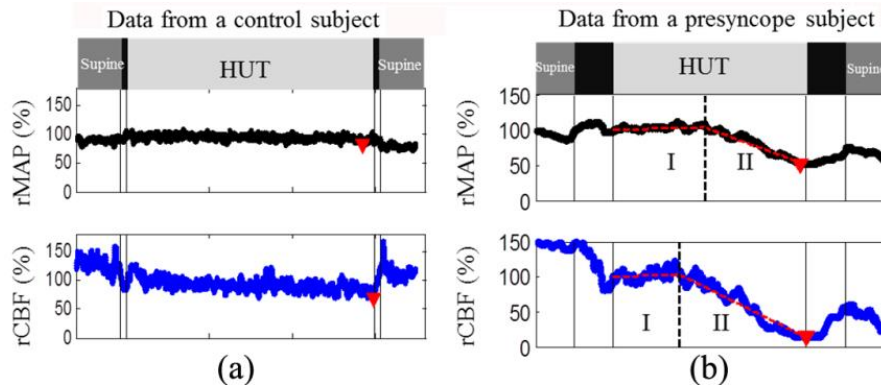 Data from a control subject
Supine
HUT
Supine
rMAP (%)
150
100
50
0
rCBF (%)
150
100
50
0
(a)
Data from a presyncope subject
Supine
HUT
Supine
rMAP (%)
150
100
50
0
I
II
rCBF (%)
150
100
50
0
I
II
(b)